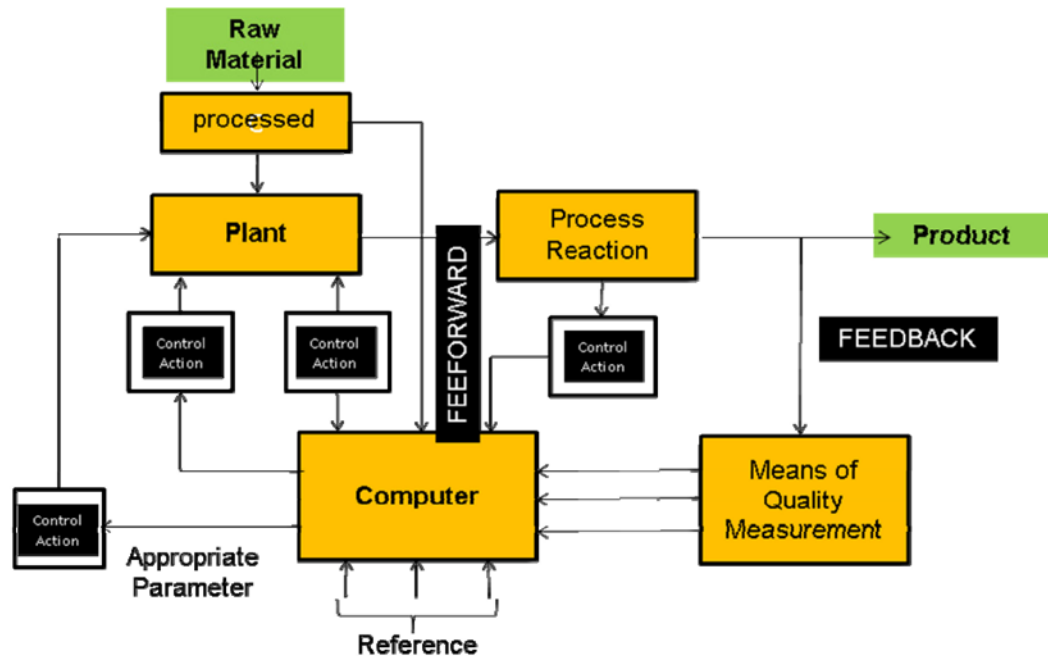 Raw
Material
processed
Plant
Process
Reaction
Product
FEEFORWARD
Control
Action
Control
Action
Control
Action
FEEDBACK
Computer
Means of
Quality
Measurement
Control
Action
Appropriate
Parameter
Reference